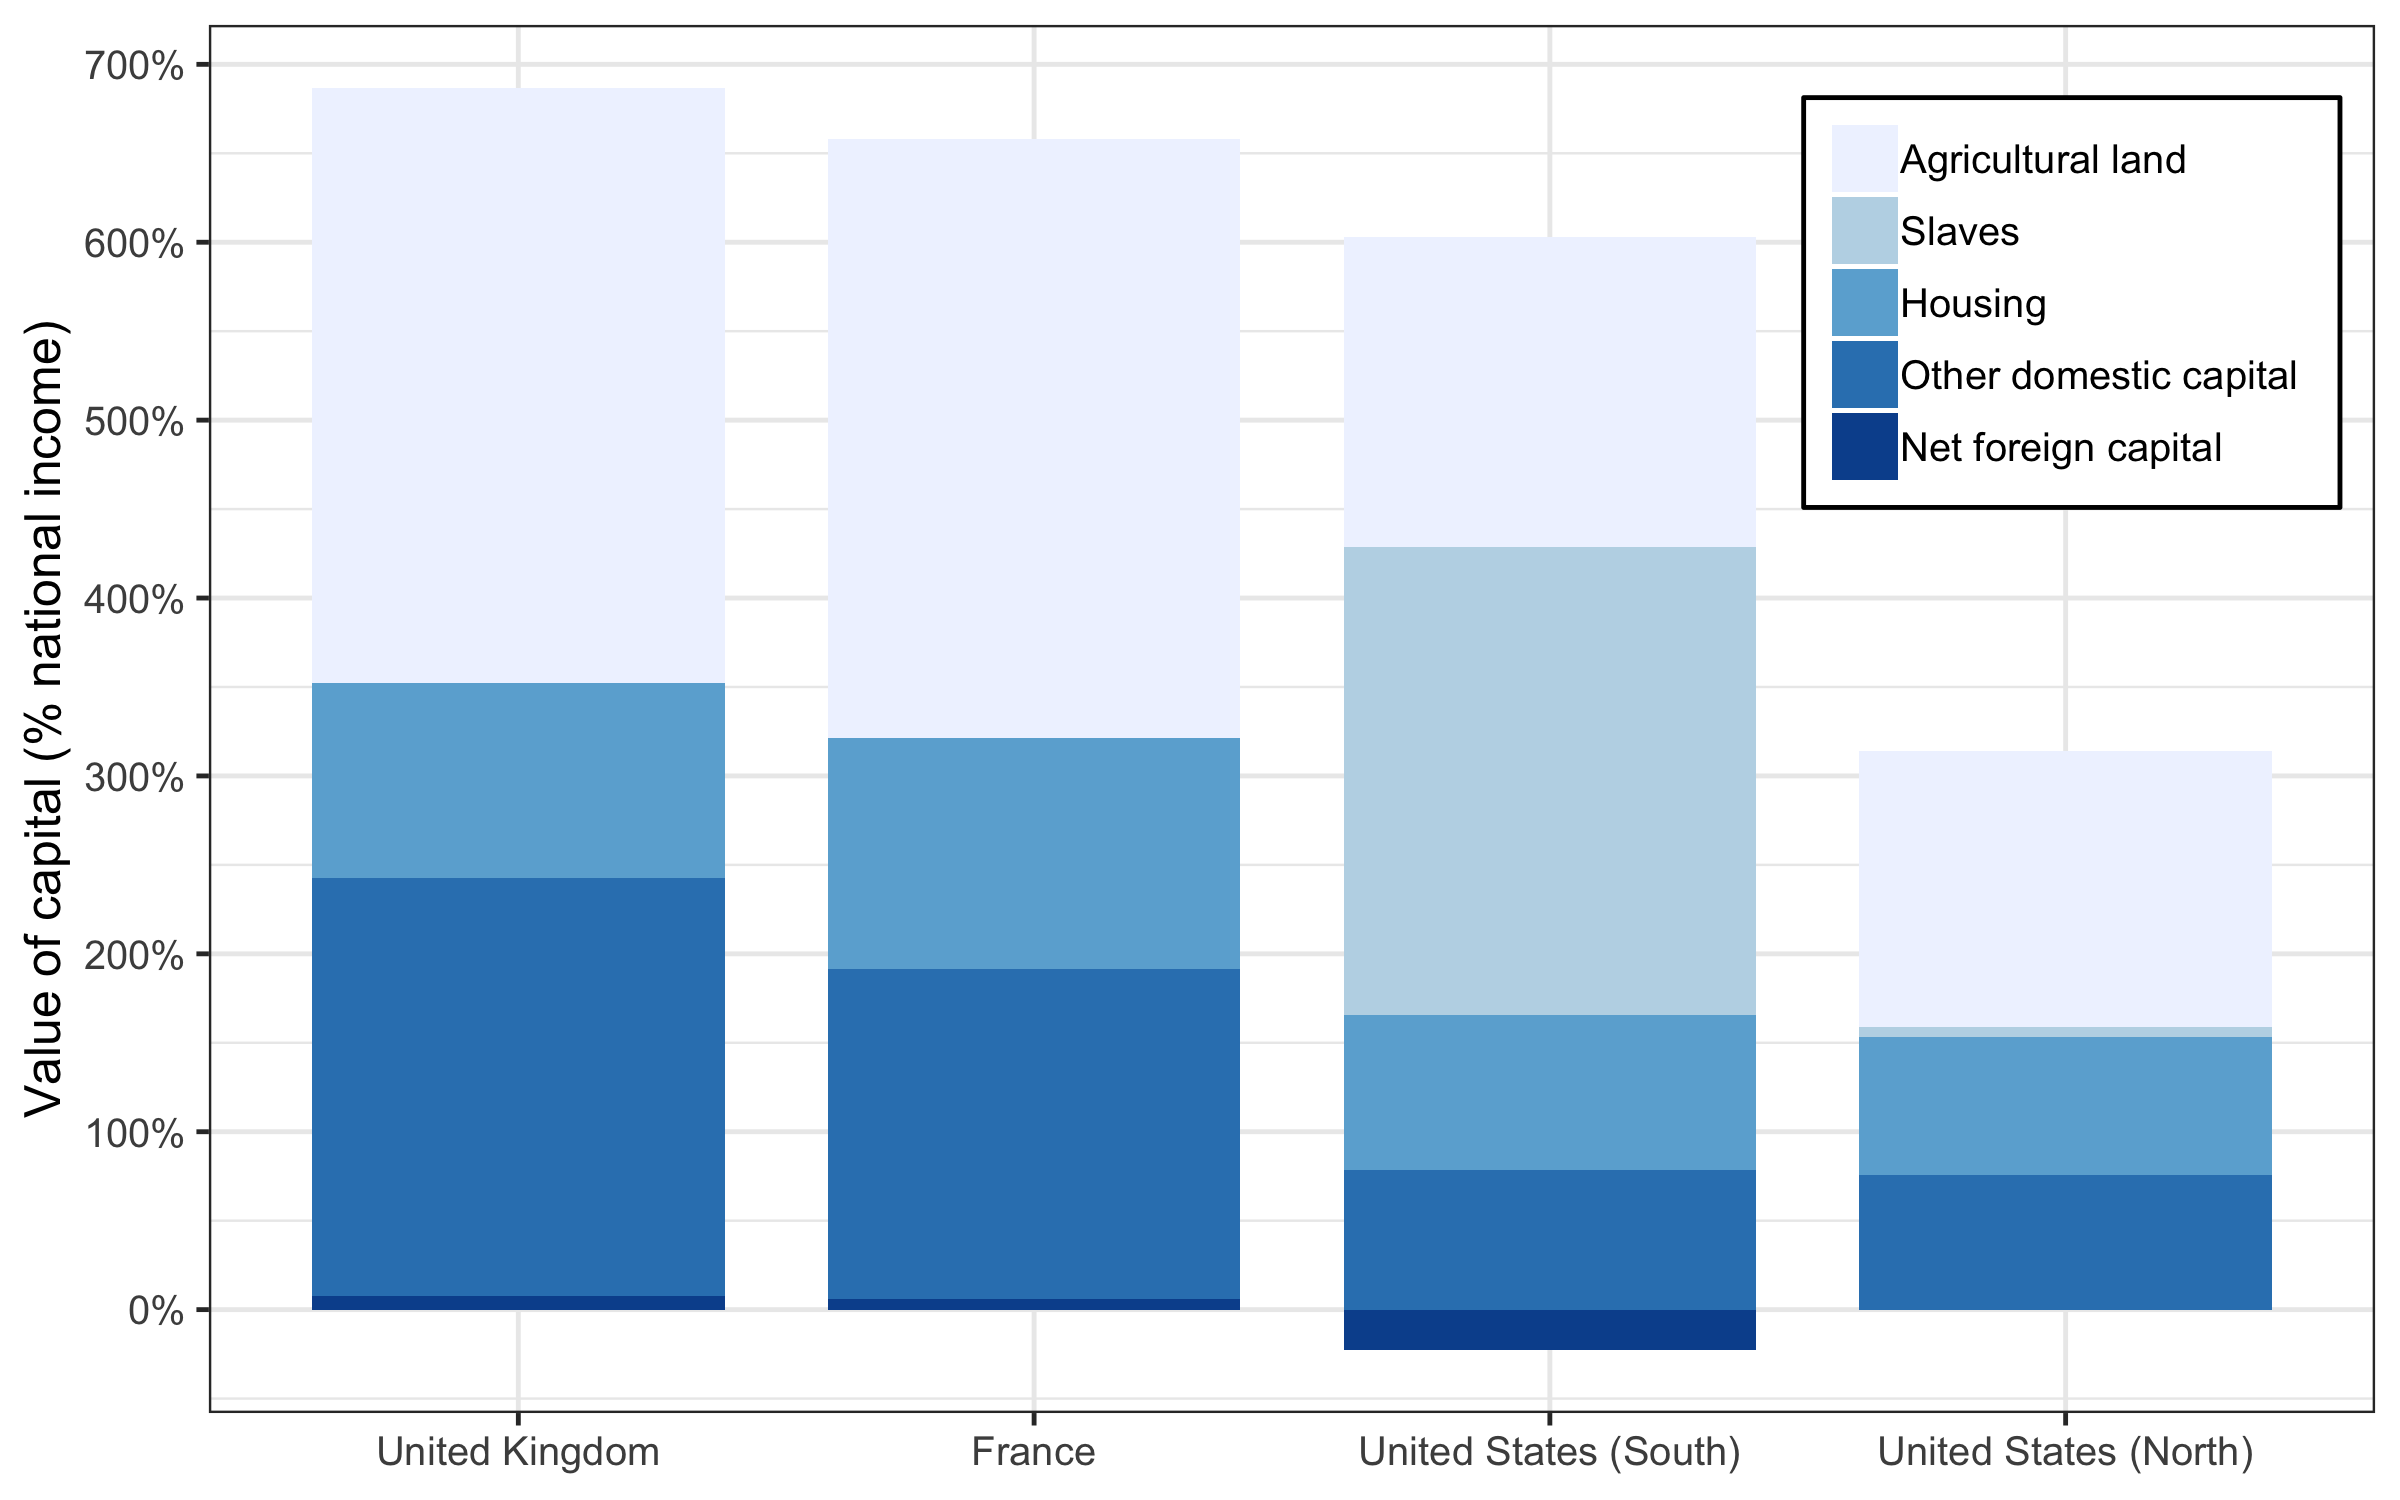 Value of capital (% national income)
700%
600%
500%
400%
300%
200%
100%
0%
Agricultural land
Slaves
Housing
Other domestic capital
Net foreign capital
United Kingdom
France
United States (South)
United States (North)